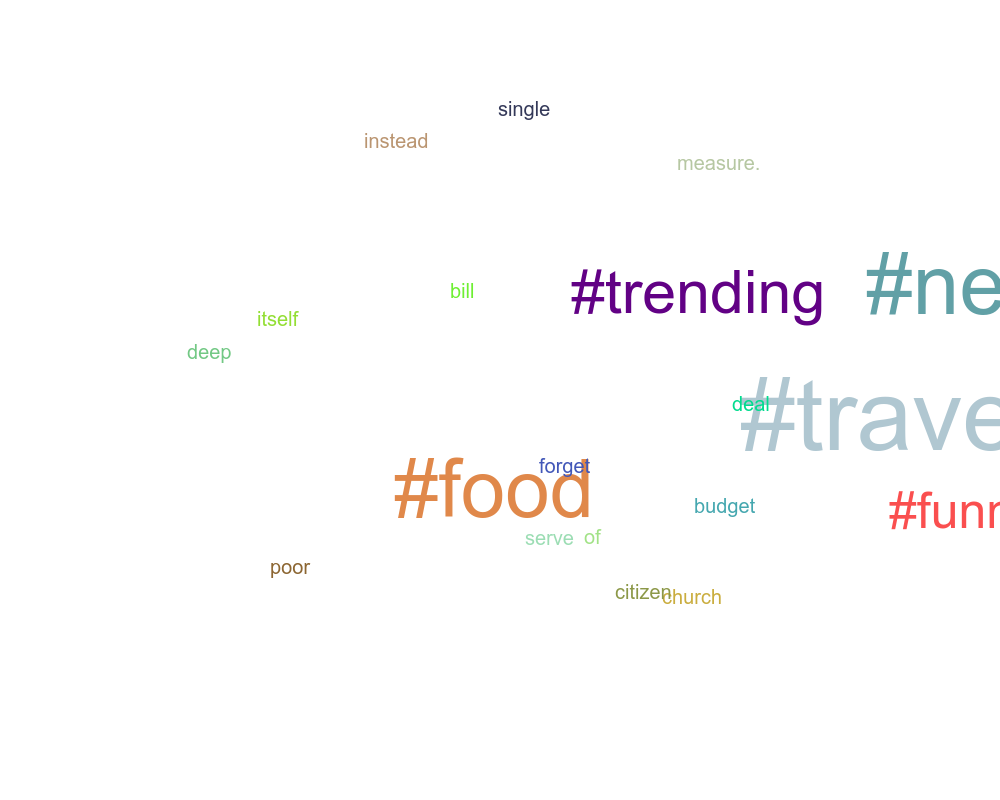 single
instead
measure.
#ne
#trending
bill
itself
deep
deal
#trave
forget
#food
budget
#funn
serve of
poor
citizen
church